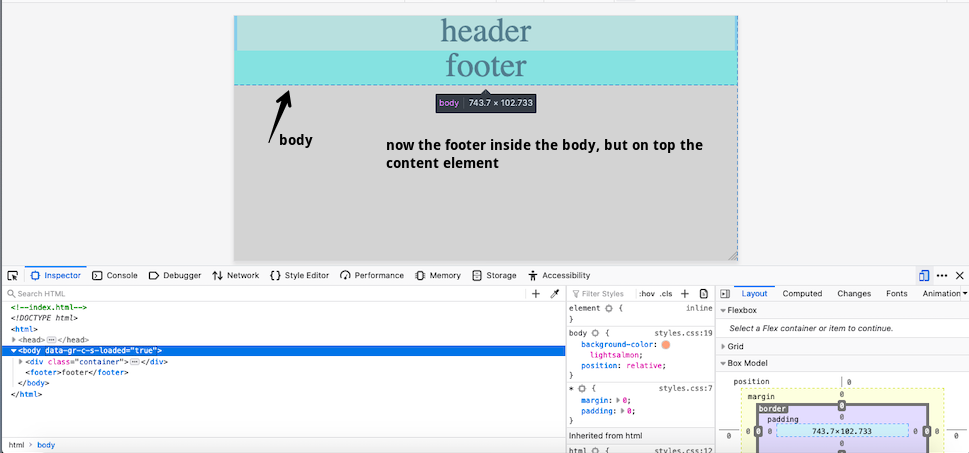 header
footer
body 743.7 × 102.733
body
now the footer inside the body, but on top the
content element
Inspector Console Debugger Network Style Editor Performance Memory Storage Accessibility
Search HTML
<!--index.html-->
<!DOCTYPE html>
<html>
<head> </head>
<body data-gr-c-s-loaded="true">
<div class="container"> </div>
<footer>footer</footer>
</body>
</html>
html > body
Filter Styles :hov .cls
element inline
}
body styles.css:19
background-color:
lightsalmon;
position: relative;
}
* styles.css:7
margin: 0;
padding: 0;
}
Inherited from html
html styles.css:12
Layout Computed Changes Fonts Animation
Flexbox
Select a Flex container or item to continue.
Grid
Box Model
position 0
margin 0
border 0
padding 0
0 0 0 0 743.7×102.733 0 0 0 0
0